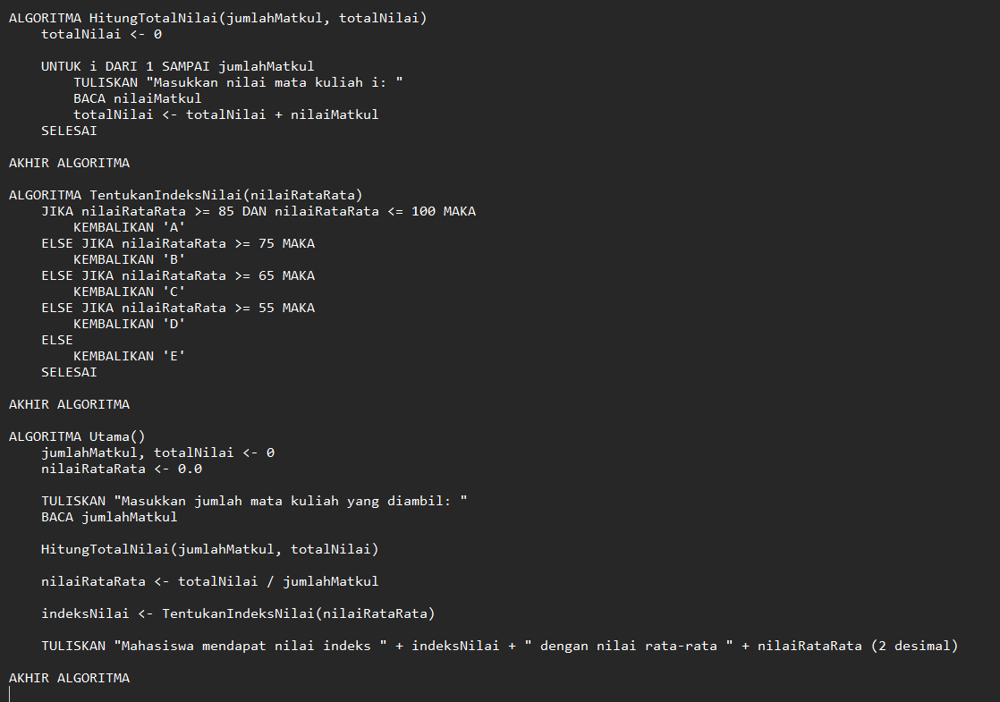 ALGORITMA HitungTotalNilai(jumlahMatkul, totalNilai)
    totalNilai <- 0

    UNTUK i DARI 1 SAMPAI jumlahMatkul
        TULISKAN "Masukkan nilai mata kuliah i: "
        BACA nilaiMatkul
        totalNilai <- totalNilai + nilaiMatkul
    SELESAI

AKHIR ALGORITMA

ALGORITMA TentukanIndeksNilai(nilaiRataRata)
    JIKA nilaiRataRata >= 85 DAN nilaiRataRata <= 100 MAKA
        KEMBALIKAN 'A'
    ELSE JIKA nilaiRataRata >= 75 MAKA
        KEMBALIKAN 'B'
    ELSE JIKA nilaiRataRata >= 65 MAKA
        KEMBALIKAN 'C'
    ELSE JIKA nilaiRataRata >= 55 MAKA
        KEMBALIKAN 'D'
    ELSE
        KEMBALIKAN 'E'
    SELESAI

AKHIR ALGORITMA

ALGORITMA Utama()
    jumlahMatkul, totalNilai <- 0
    nilaiRataRata <- 0.0

    TULISKAN "Masukkan jumlah mata kuliah yang diambil: "
    BACA jumlahMatkul

    HitungTotalNilai(jumlahMatkul, totalNilai)

    nilaiRataRata <- totalNilai / jumlahMatkul

    indeksNilai <- TentukanIndeksNilai(nilaiRataRata)

    TULISKAN "Mahasiswa mendapat nilai indeks " + indeksNilai + " dengan nilai rata-rata " + nilaiRataRata (2 desimal)

AKHIR ALGORITMA